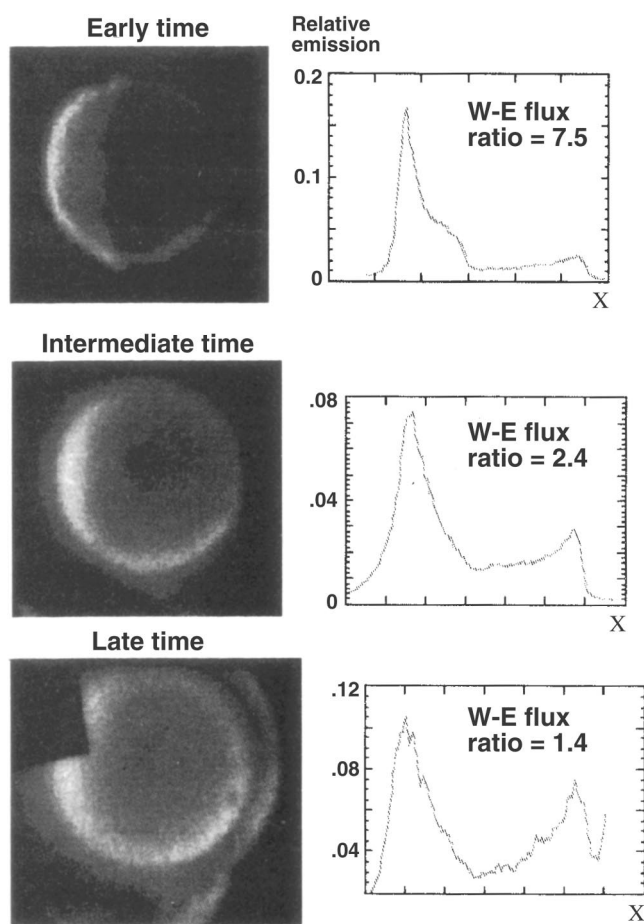 Early time
Relative
emission
0.2
W-E flux
ratio = 7.5
0.1
0
X
Intermediate time
.08
W-E flux
ratio = 2.4
.04
0
X
Late time
.12
W-E flux
ratio = 1.4
.08
.04
X